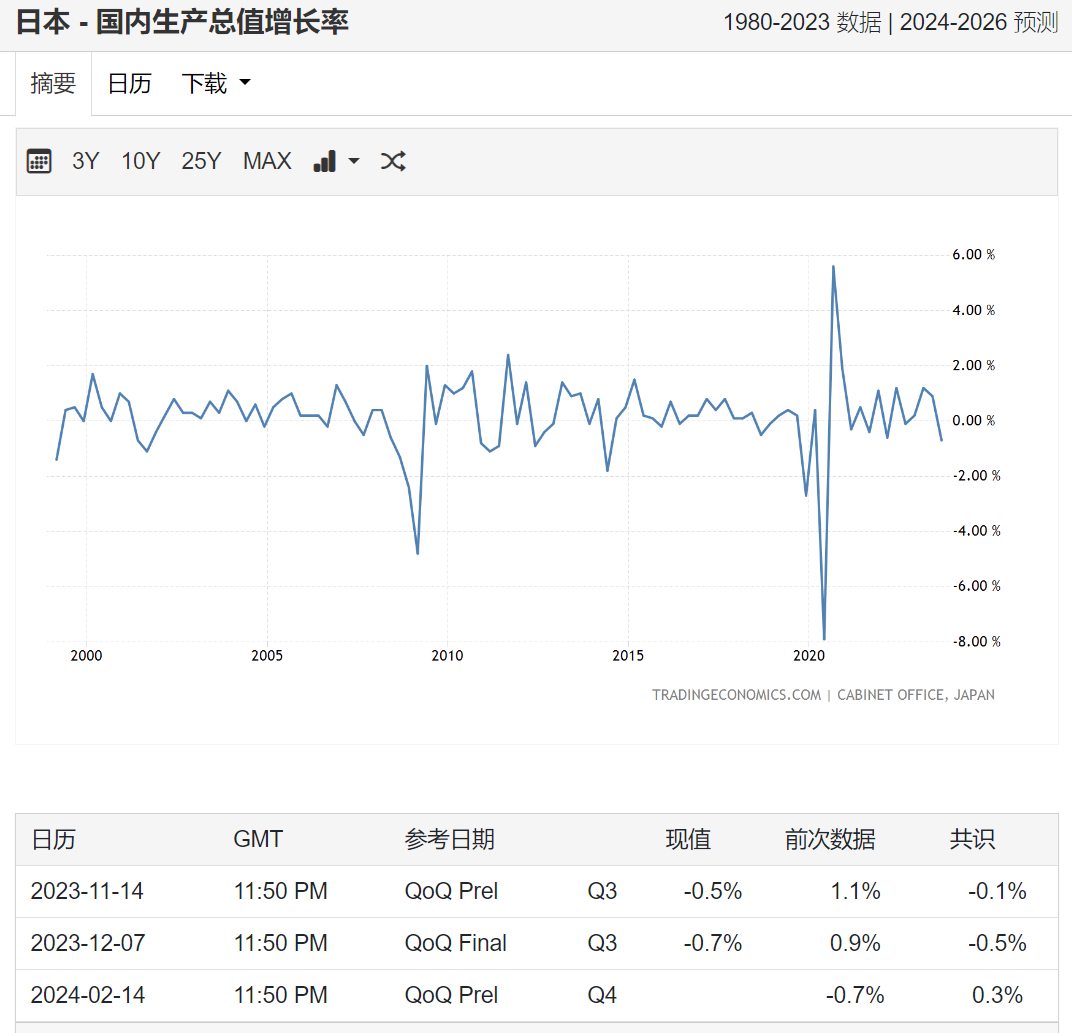 日本 - 国内生产总值增长率 1980-2023 数据 | 2024-2026 预测
摘要 日历 下载
3Y 10Y 25Y MAX
6.00 %
4.00 %
2.00 %
0.00 %
-2.00 %
-4.00 %
-6.00 %
-8.00 %
2000 2005 2010 2015 2020
TRADINGECONOMICS.COM | CABINET OFFICE, JAPAN
日历 GMT 参考日期 现值 前次数据 共识
2023-11-14 11:50 PM QoQ Prel Q3 -0.5% 1.1% -0.1%
2023-12-07 11:50 PM QoQ Final Q3 -0.7% 0.9% -0.5%
2024-02-14 11:50 PM QoQ Prel Q4 -0.7% 0.3%